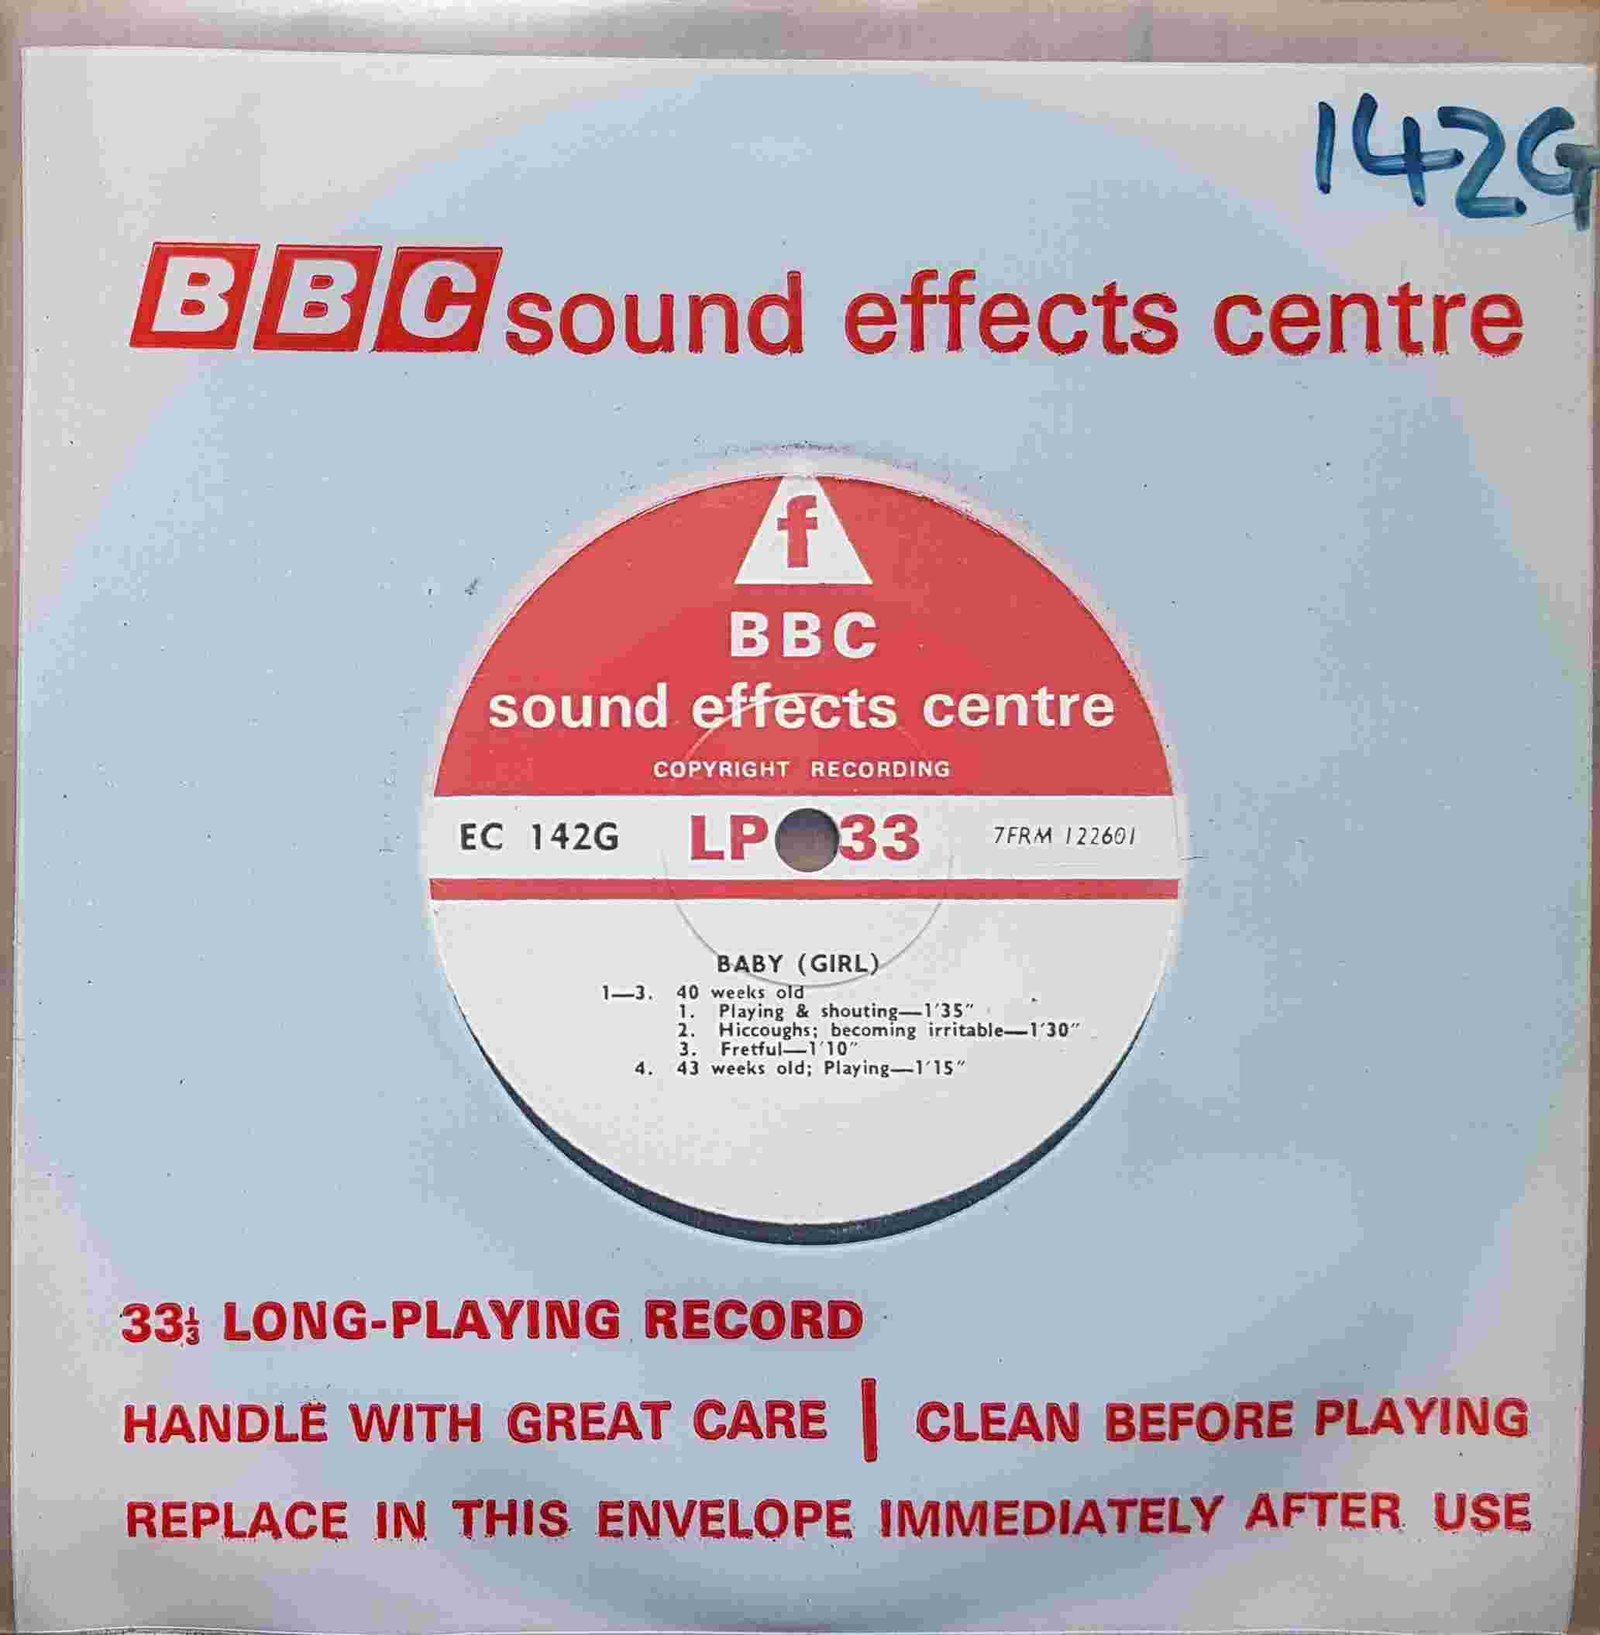 142G
BBC sound effects centre
f
BBC
sound effects centre
COPYRIGHT RECORDING
EC 142G LP 33 7FRM 122601
BABY (GIRL)
1—3. 40 weeks old
1. Playing & shouting—1'35"
2. Hiccoughs; becoming irritable—1'30"
3. Fretful—1'10"
4. 43 weeks old; Playing—1'15"
33⅓ LONG-PLAYING RECORD
HANDLE WITH GREAT CARE | CLEAN BEFORE PLAYING
REPLACE IN THIS ENVELOPE IMMEDIATELY AFTER USE